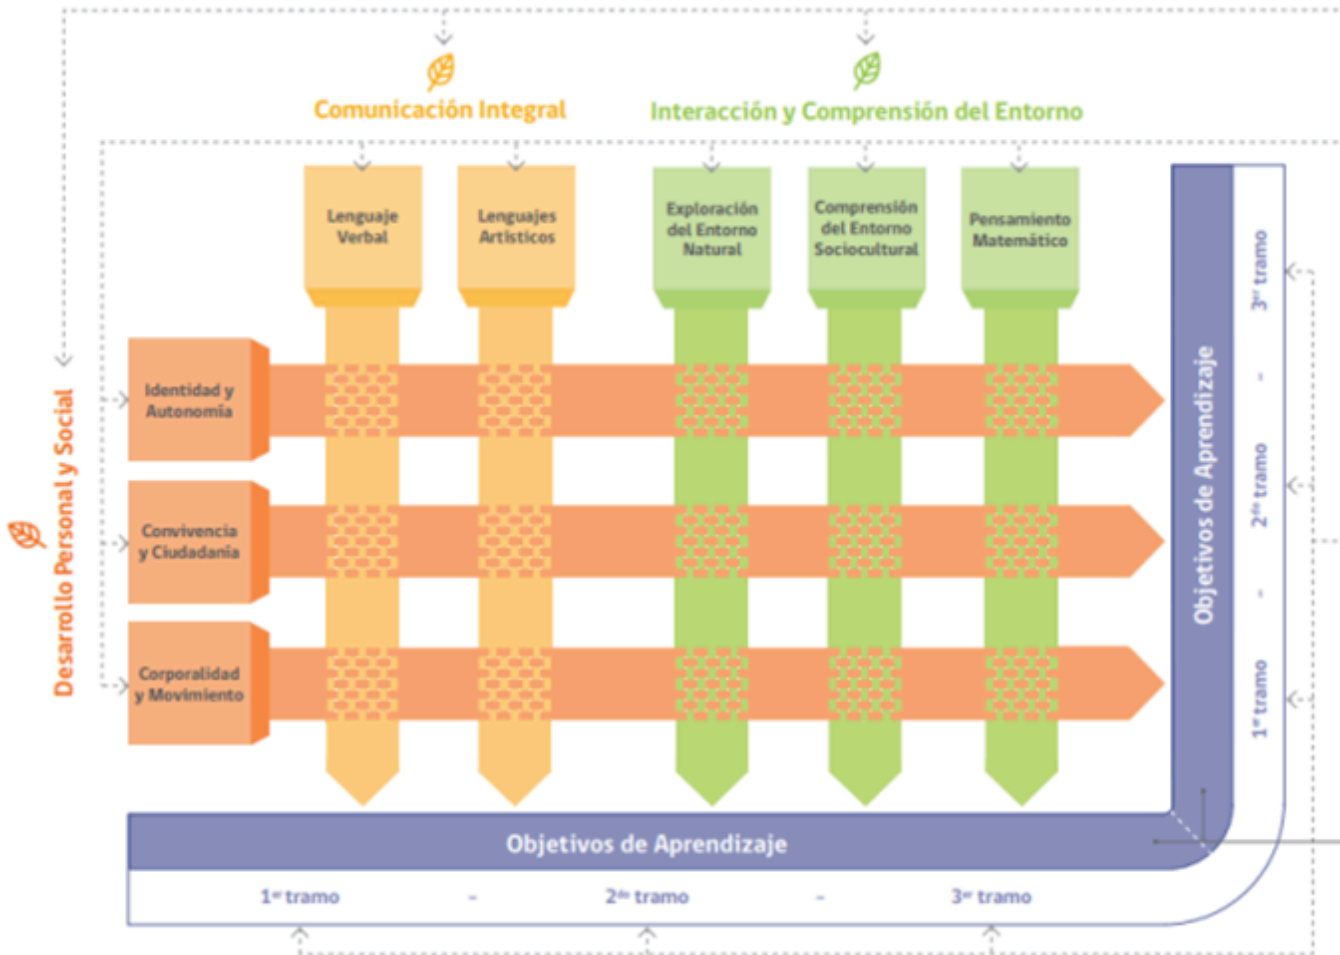 Comunicación Integral
Interacción y Comprensión del Entorno
Lenguaje
Verbal
Lenguajes
Artísticos
Exploración
del Entorno
Natural
Comprensión
del Entorno
Sociocultural
Pensamiento
Matemático
Desarrollo Personal y Social
Identidad y
Autonomía
Convivencia
y Ciudadanía
Corporalidad
y Movimiento
Objetivos de Aprendizaje
1er tramo - 2do tramo - 3er tramo
Objetivos de Aprendizaje
1er tramo - 2do tramo - 3er tramo